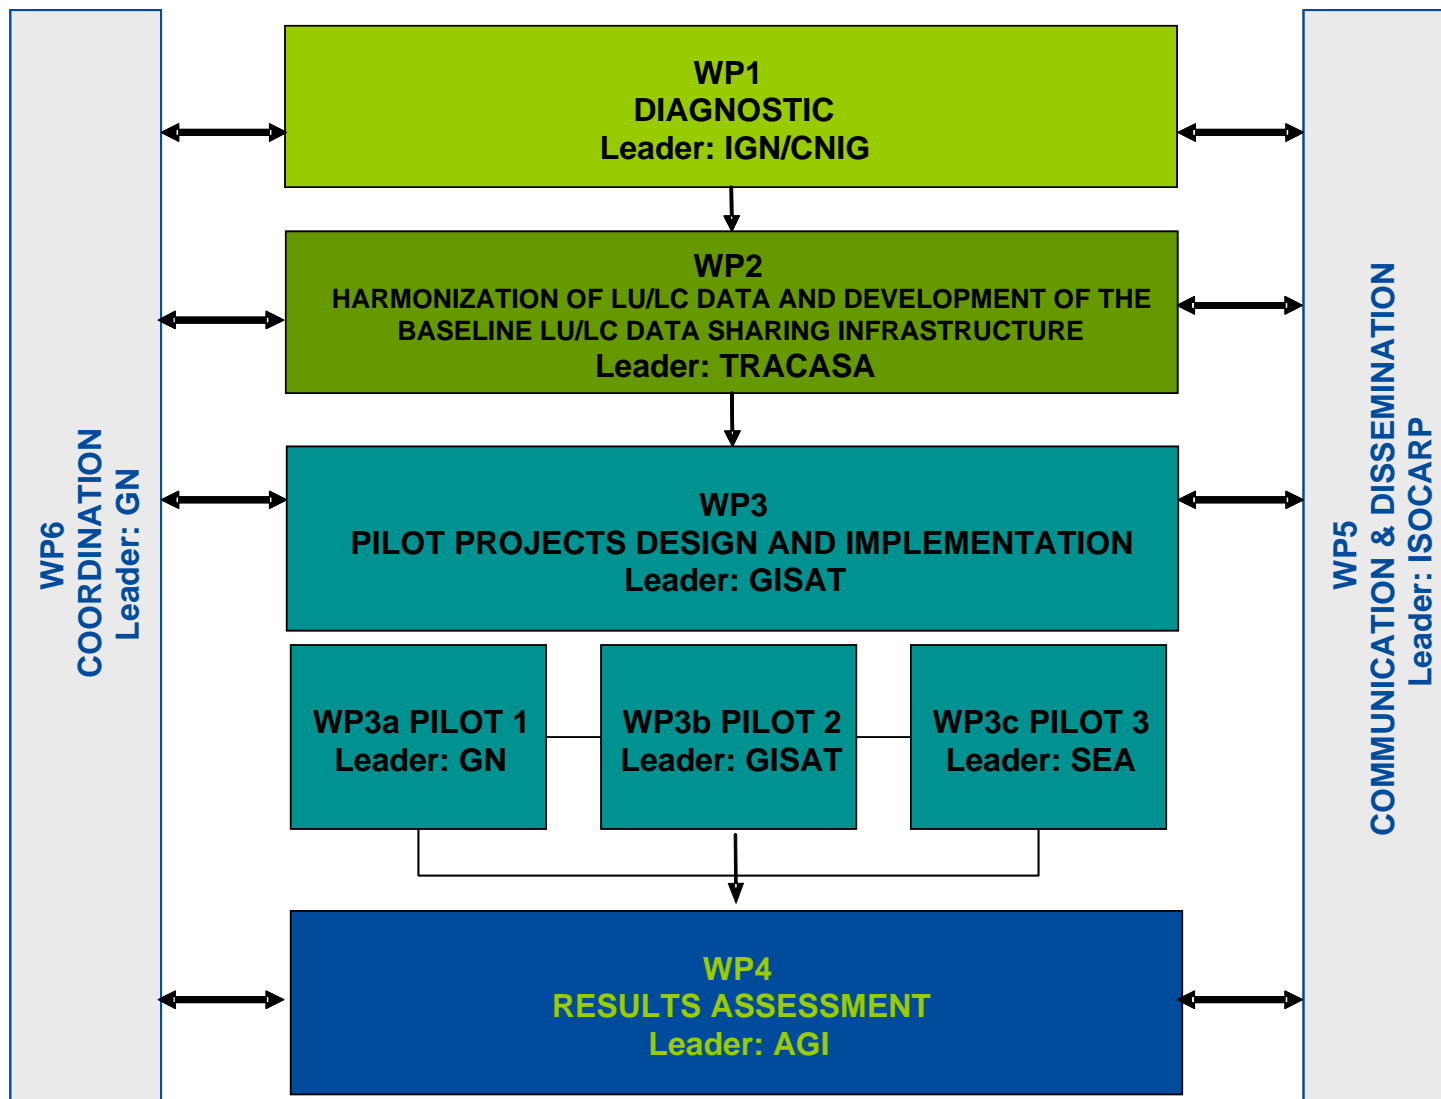 WP6
COORDINATION
Leader: GN
WP1
DIAGNOSTIC
Leader: IGN/CNIG
WP2
HARMONIZATION OF LU/LC DATA AND DEVELOPMENT OF THE
BASELINE LU/LC DATA SHARING INFRASTRUCTURE
Leader: TRACASA
WP3
PILOT PROJECTS DESIGN AND IMPLEMENTATION
Leader: GISAT
WP3a PILOT 1
Leader: GN
WP3b PILOT 2
Leader: GISAT
WP3c PILOT 3
Leader: SEA
WP4
RESULTS ASSESSMENT
Leader: AGI
WP5
COMMUNICATION & DISSEMINATION
Leader: ISOCARP